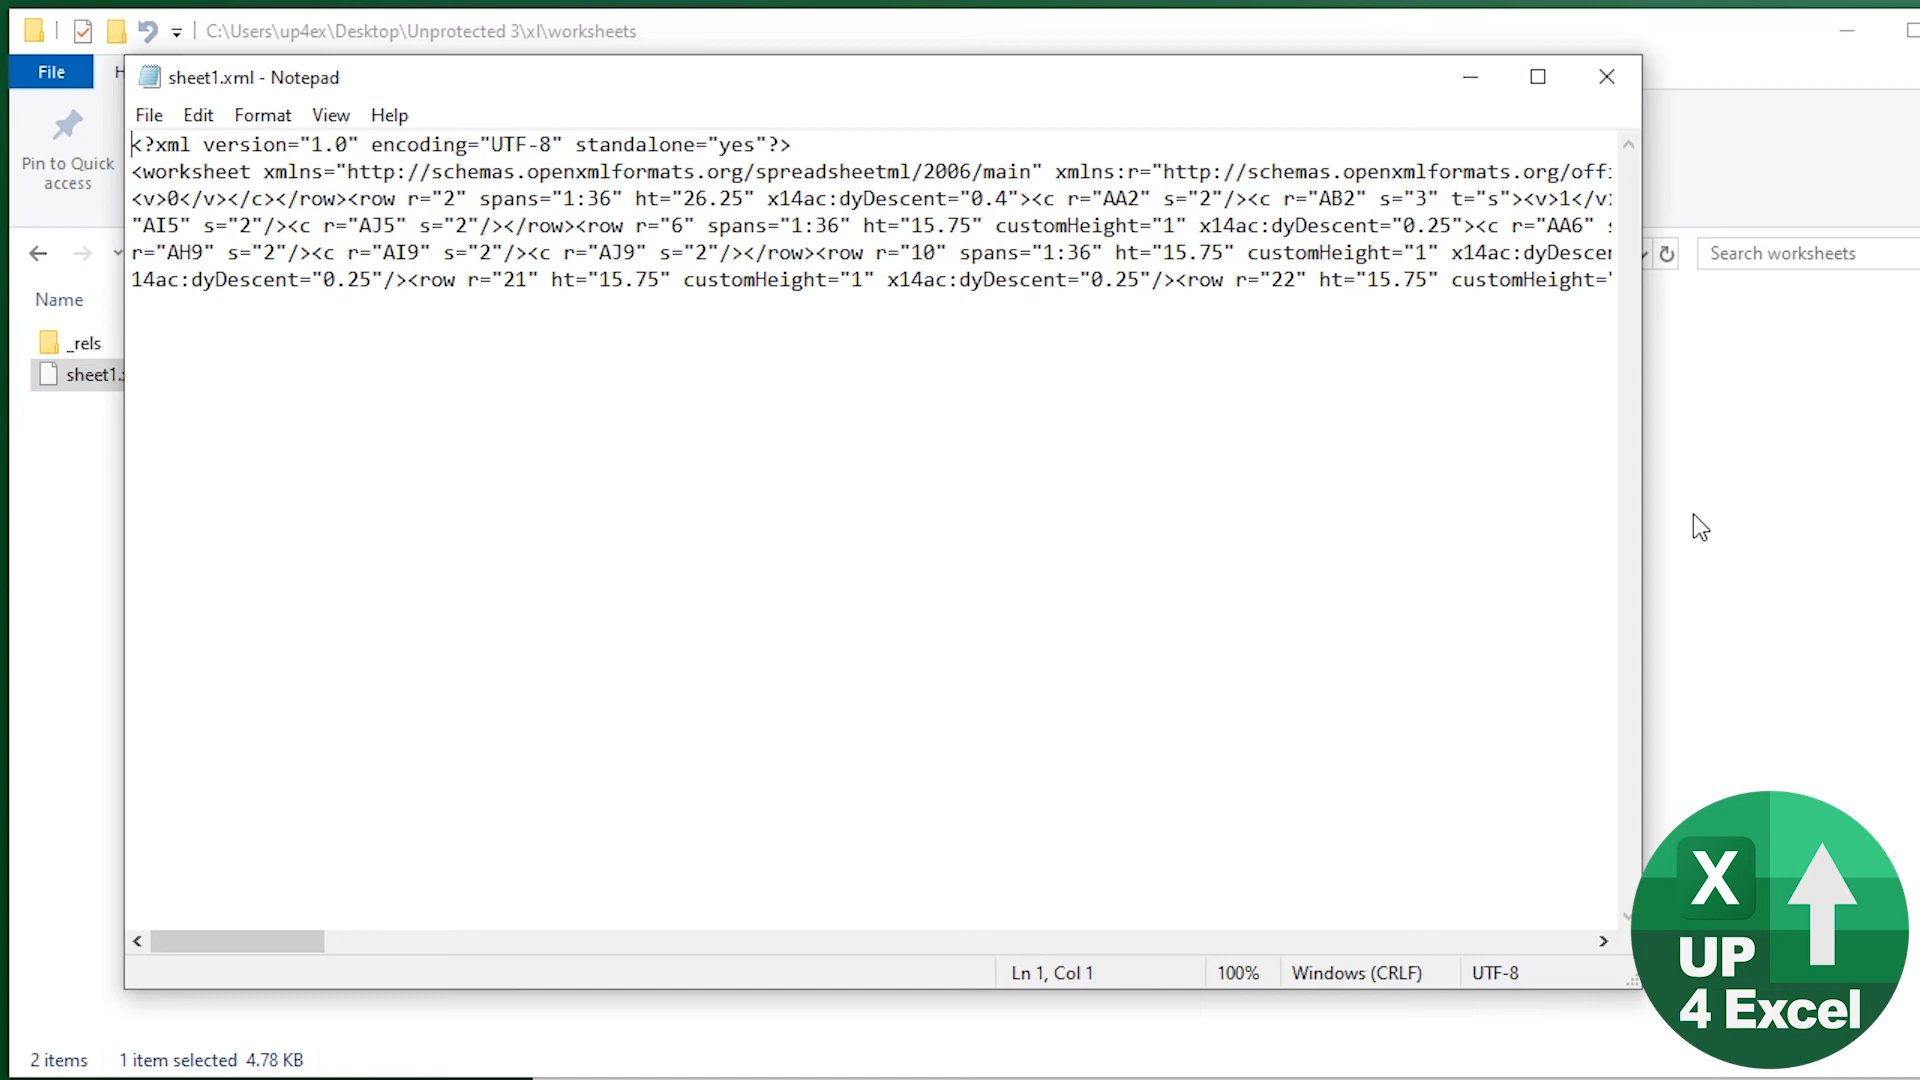 C:\Users\up4ex\Desktop\Unprotected 3\xl\worksheets
File
Pin to Quick
access
sheet1.xml - Notepad
File Edit Format View Help
<?xml version="1.0" encoding="UTF-8" standalone="yes"?>
<worksheet xmlns="http://schemas.openxmlformats.org/spreadsheetml/2006/main" xmlns:r="http://schemas.openxmlformats.org/off
<v>0</v></c></row><row r="2" spans="1:36" ht="26.25" x14ac:dyDescent="0.4"><c r="AA2" s="2"/><c r="AB2" s="3" t="s"><v>1</v
"AI5" s="2"/><c r="AJ5" s="2"/></row><row r="6" spans="1:36" ht="15.75" customHeight="1" x14ac:dyDescent="0.25"><c r="AA6"
r="AH9" s="2"/><c r="AI9" s="2"/><c r="AJ9" s="2"/></row><row r="10" spans="1:36" ht="15.75" customHeight="1" x14ac:dyDescen
14ac:dyDescent="0.25"/><row r="21" ht="15.75" customHeight="1" x14ac:dyDescent="0.25"/><row r="22" ht="15.75" customHeight="
Search worksheets
Name
_rels
sheet1.x
Ln 1, Col 1 100% Windows (CRLF) UTF-8
2 items 1 item selected 4.78 KB
X
UP
4 Excel